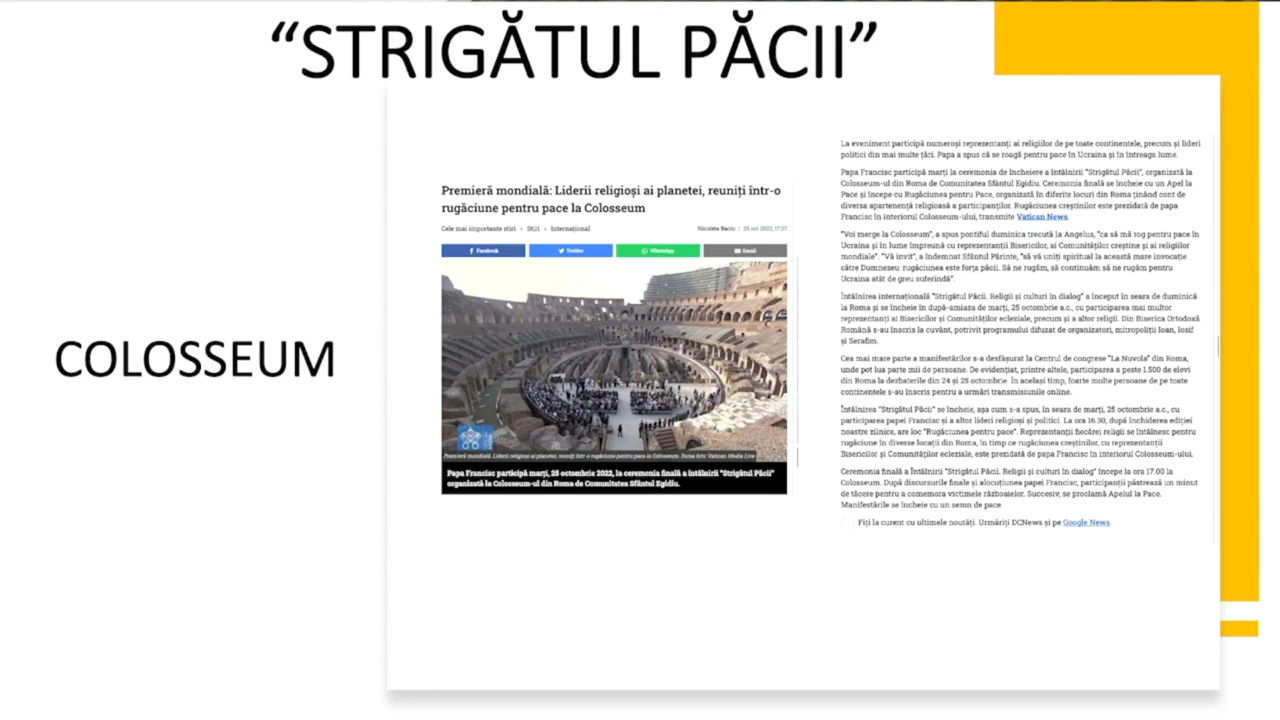 “STRIGĂTUL PĂCII”
COLOSSEUM
Premieră mondială: Liderii religioși ai planetei, reuniți într-o
rugăciune pentru pace la Colosseum
Cele mai importante stiri • Stiri • Internațional
Nicoleta Baciu | 25 oct 2022, 17:27
Facebook
Twitter
WhatsApp
Email
Premieră mondială. Liderii religioși ai planetei, reuniți într-o rugăciune pentru pace la Colosseum. Sursa foto: Vatican Media Live
Papa Francisc participă marți, 25 octombrie 2022, la ceremonia finală a întâlnirii "Strigătul Păcii"
organizată la Colosseum-ul din Roma de Comunitatea Sfântul Egidiu.
La eveniment participă numeroși reprezentanți ai religiilor de pe toate continentele, precum și lideri
politici din mai multe țări. Papa a spus că se roagă pentru pace în Ucraina și în întreaga lume.
Papa Francisc participă marți la ceremonia de încheiere a întâlnirii "Strigătul Păcii", organizată la
Colosseum-ul din Roma de Comunitatea Sfântul Egidiu. Ceremonia finală se încheie cu un Apel la
Pace și începe cu Rugăciunea pentru Pace, organizată în diferite locuri din Roma ținând cont de
diversa apartenență religioasă a participanților. Rugăciunea creștinilor este prezidată de papa
Francisc în interiorul Colosseum-ului, transmite Vatican News.
"Voi merge la Colosseum", a spus pontiful duminica trecută la Angelus, "ca să mă rog pentru pace în
Ucraina și în lume împreună cu reprezentanții Bisericilor, ai Comunităților creștine și ai religiilor
mondiale". "Vă invit", a îndemnat Sfântul Părinte, "să vă uniți spiritual la această mare invocație
către Dumnezeu: rugăciunea este forța păcii. Să ne rugăm, să continuăm să ne rugăm pentru
Ucraina atât de greu suferindă".
Întâlnirea internațională "Strigătul Păcii. Religii și culturi în dialog" a început în seara de duminică
la Roma și se încheie în după-amiaza de marți, 25 octombrie a.c., cu participarea mai multor
reprezentanți ai Bisericilor și Comunităților ecleziale, precum și a altor religii. Din Biserica Ortodoxă
Română s-au înscris la cuvânt, potrivit programului difuzat de organizatori, mitropoliții Ioan, Iosif
și Serafim.
Cea mai mare parte a manifestărilor s-a desfășurat la Centrul de congrese "La Nuvola" din Roma,
unde pot lua parte mii de persoane. De evidențiat, printre altele, participarea a peste 1.500 de elevi
din Roma la dezbaterile din 24 și 25 octombrie. În același timp, foarte multe persoane de pe toate
continentele s-au înscris pentru a urmări transmisiunile online.
Întâlnirea "Strigătul Păcii" se încheie, așa cum s-a spus, în seara de marți, 25 octombrie a.c., cu
participarea papei Francisc și a altor lideri religioși și politici. La ora 16.30, după închiderea ediției
noastre zilnice, are loc "Rugăciunea pentru pace". Reprezentanții fiecărei religii se întâlnesc pentru
rugăciune în diverse locații din Roma, în timp ce rugăciunea creștinilor, cu reprezentanții
Bisericilor și Comunităților ecleziale, este prezidată de papa Francisc în interiorul Colosseum-ului.
Ceremonia finală a Întâlnirii "Strigătul Păcii. Religii și culturi în dialog" începe la ora 17.00 la
Colosseum. După discursurile finale și alocuțiunea papei Francisc, participanții păstrează un minut
de tăcere pentru a comemora victimele războaielor. Succesiv, se proclamă Apelul la Pace.
Manifestările se încheie cu un semn de pace.
Fiți la curent cu ultimele noutăți. Urmăriți DCNews și pe Google News